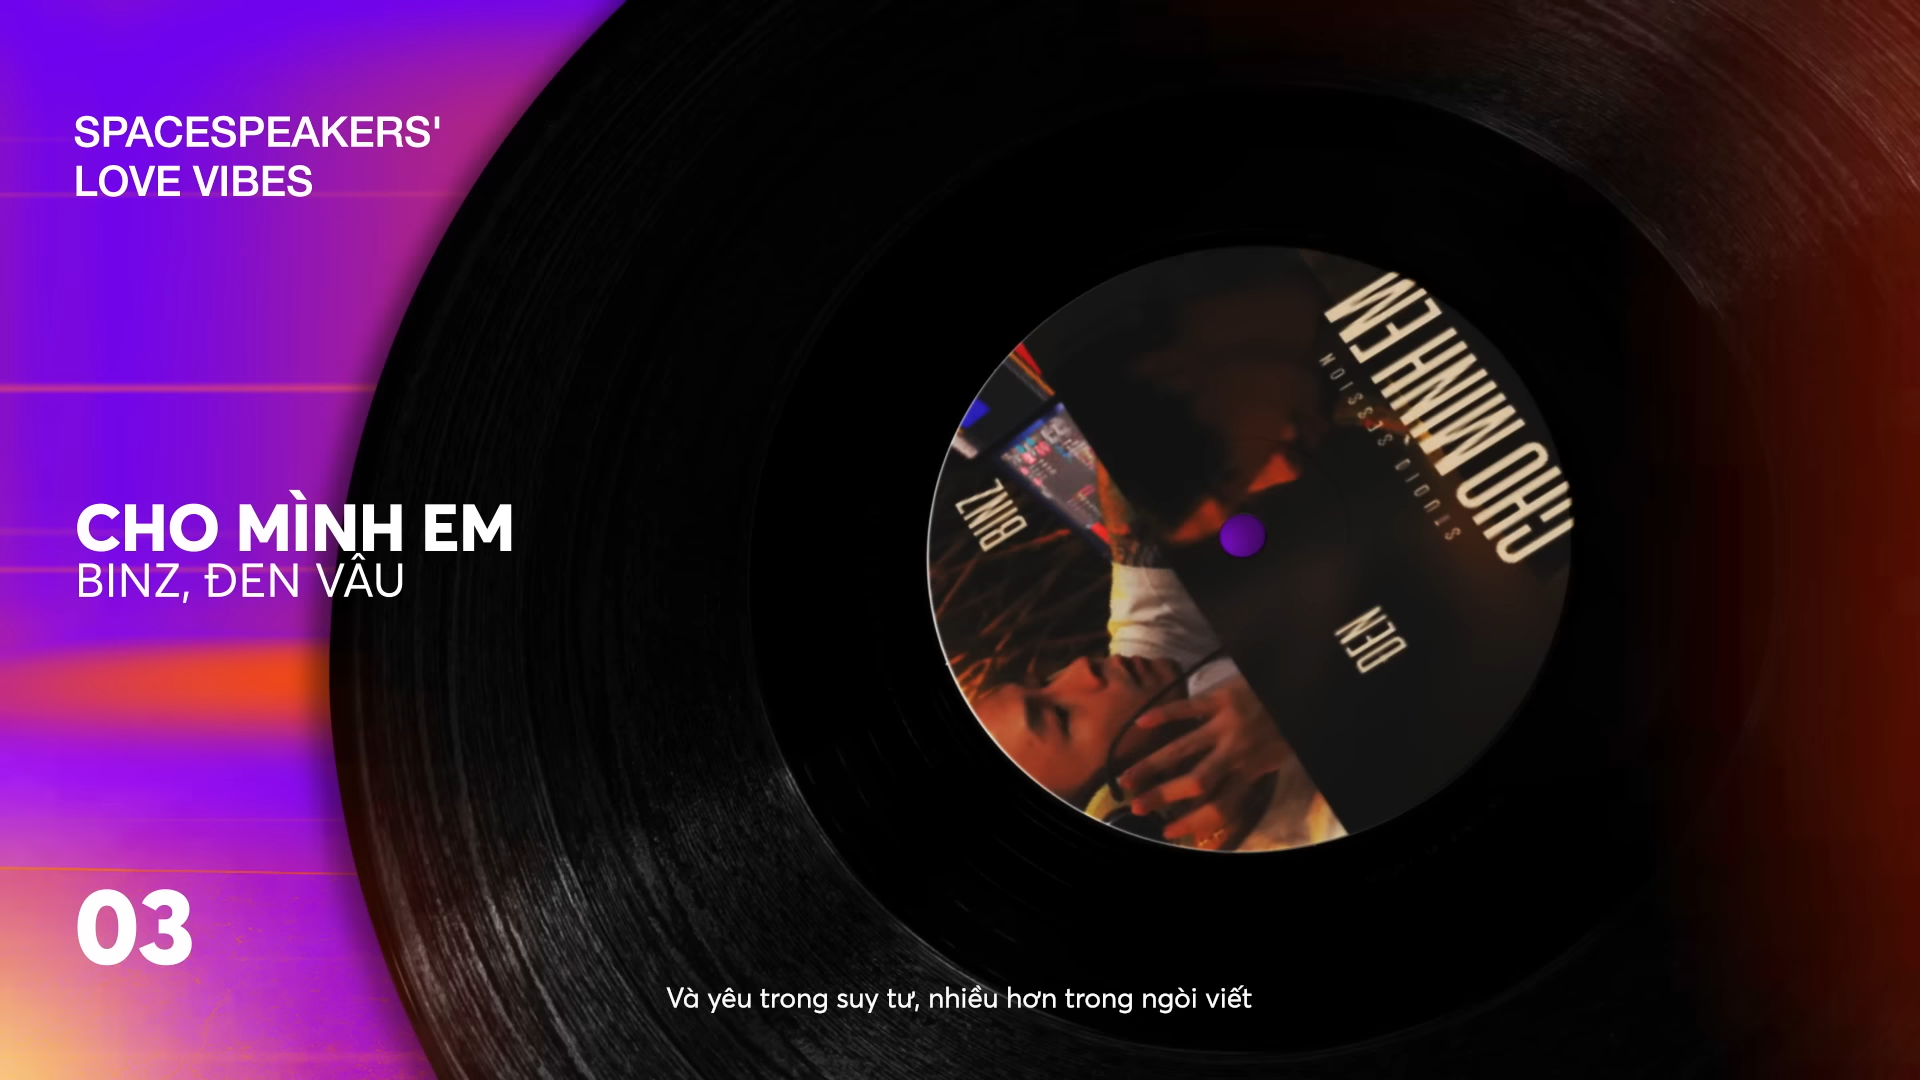 SPACESPEAKERS'
LOVE VIBES
CHO MÌNH EM
BINZ, ĐEN VÂU
03
CHO MÌNH EM
STUDIO SESSION
BINZ
ĐEN
Và yêu trong suy tư, nhiều hơn trong ngòi viết